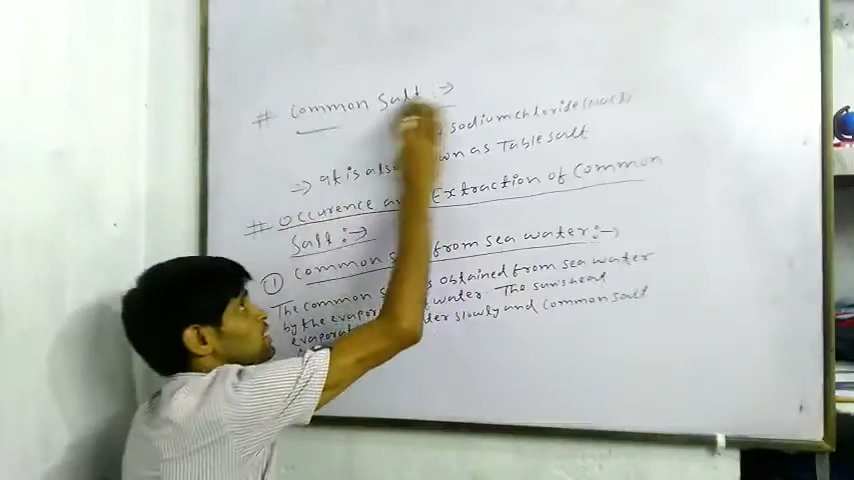 # Common Salt :→
sodium chloride (NaCl)
⇒ It is also known as Table salt
# Occurence and Extraction of Common
Salt :→
① Common salt from sea water :→
The common salt is obtained from sea water
by the evaporation of water. The sun's heat
evaporates water slowly and common salt